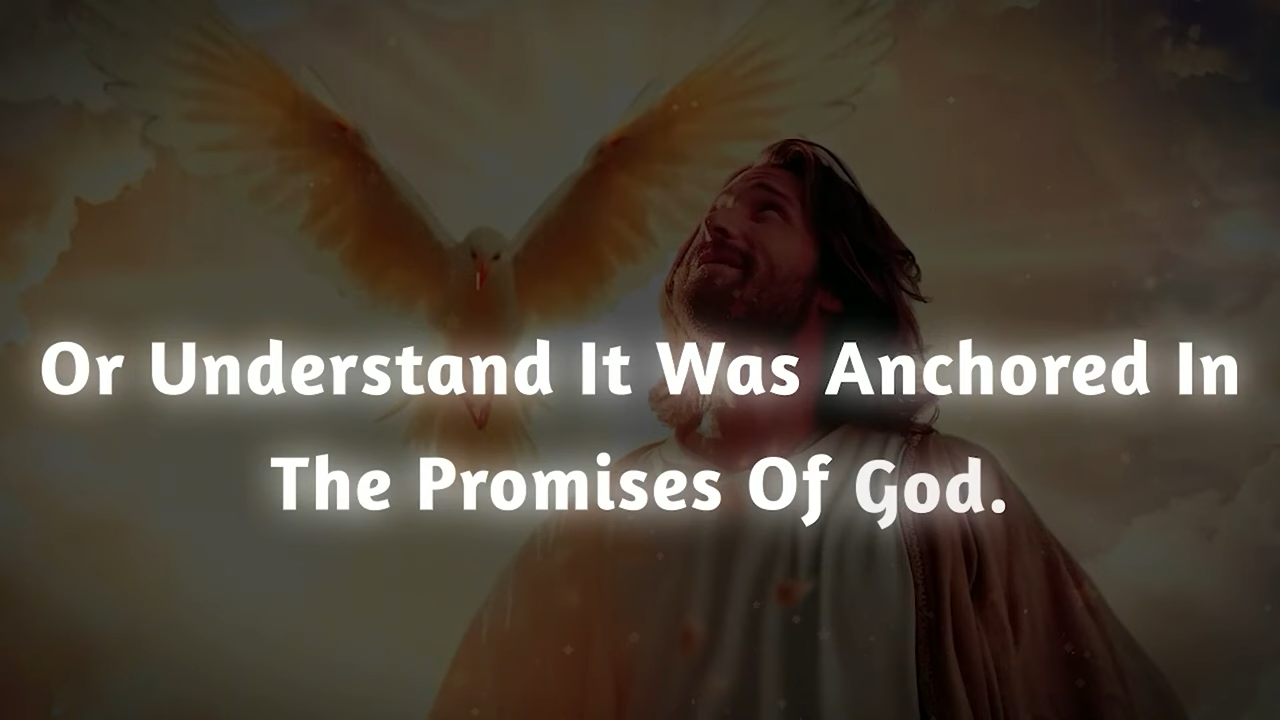 Or Understand It Was Anchored In
The Promises Of God.